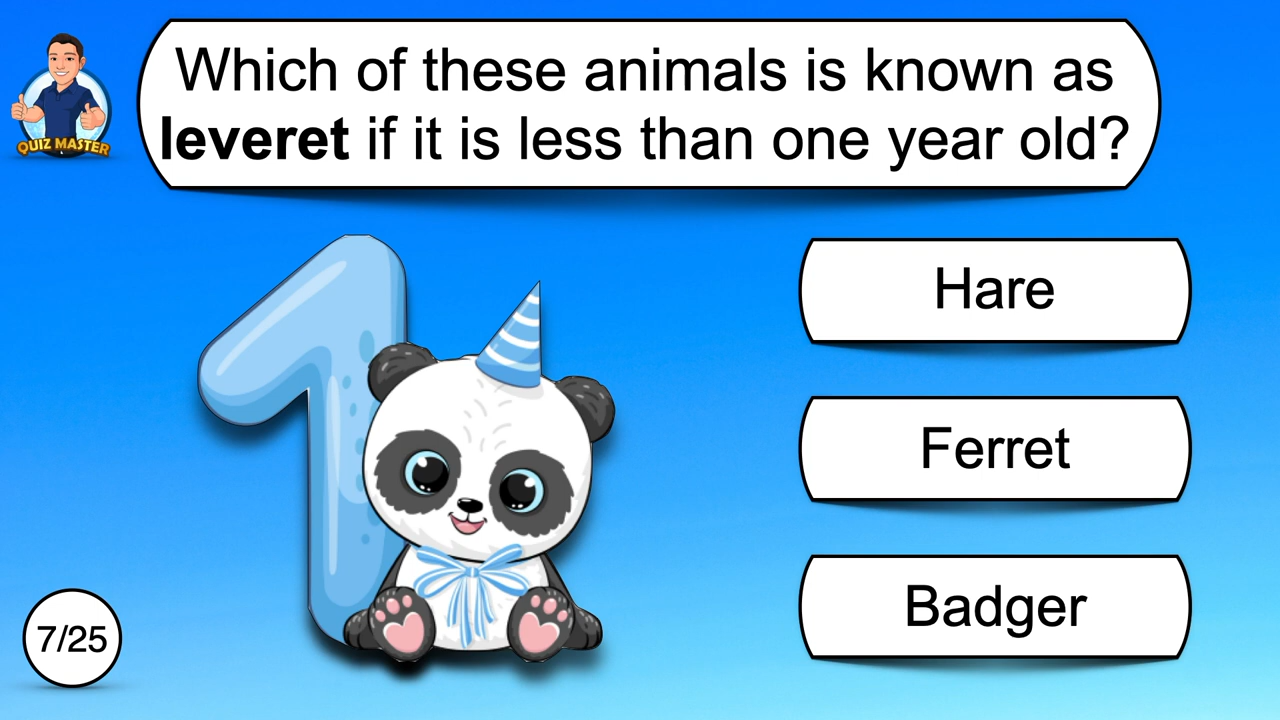 QUIZ MASTER
Which of these animals is known as
leveret if it is less than one year old?
Hare
Ferret
Badger
7/25